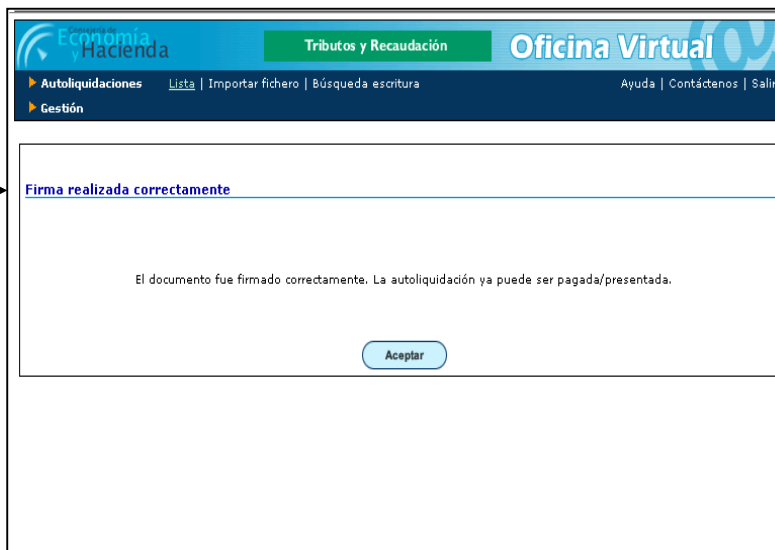 Consejería de
Economía
y Hacienda
Tributos y Recaudación
Oficina Virtual
Autoliquidaciones Lista | Importar fichero | Búsqueda escritura Ayuda | Contáctenos | Salir
Gestión
Firma realizada correctamente
El documento fue firmado correctamente. La autoliquidación ya puede ser pagada/presentada.
Aceptar